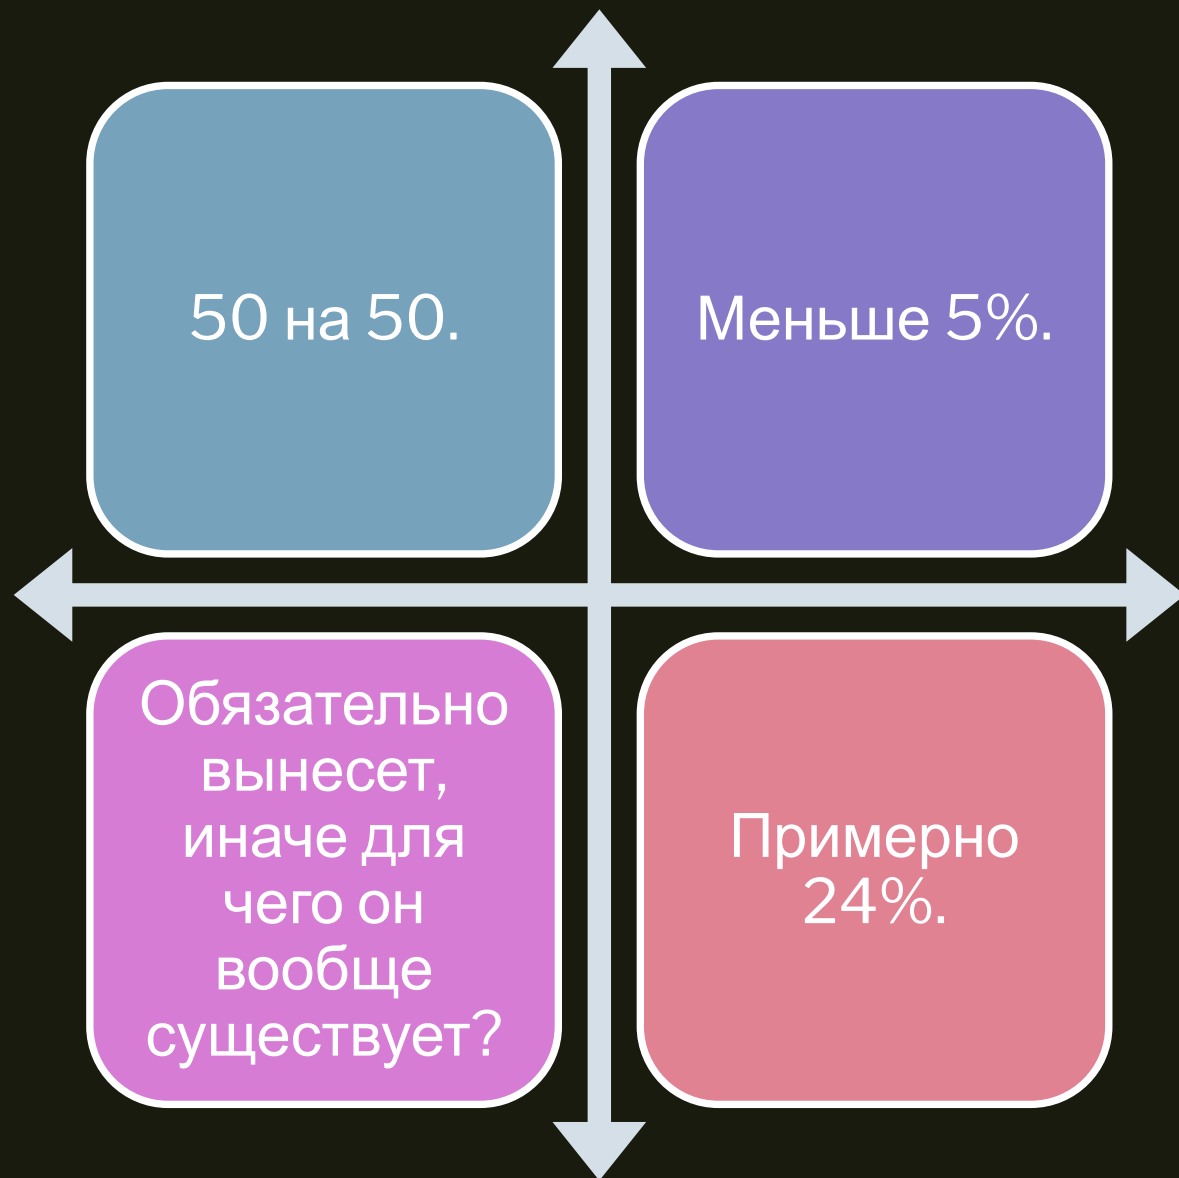 50 на 50.
Меньше 5%.
Обязательно
вынесет,
иначе для
чего он
вообще
существует?
Примерно
24%.